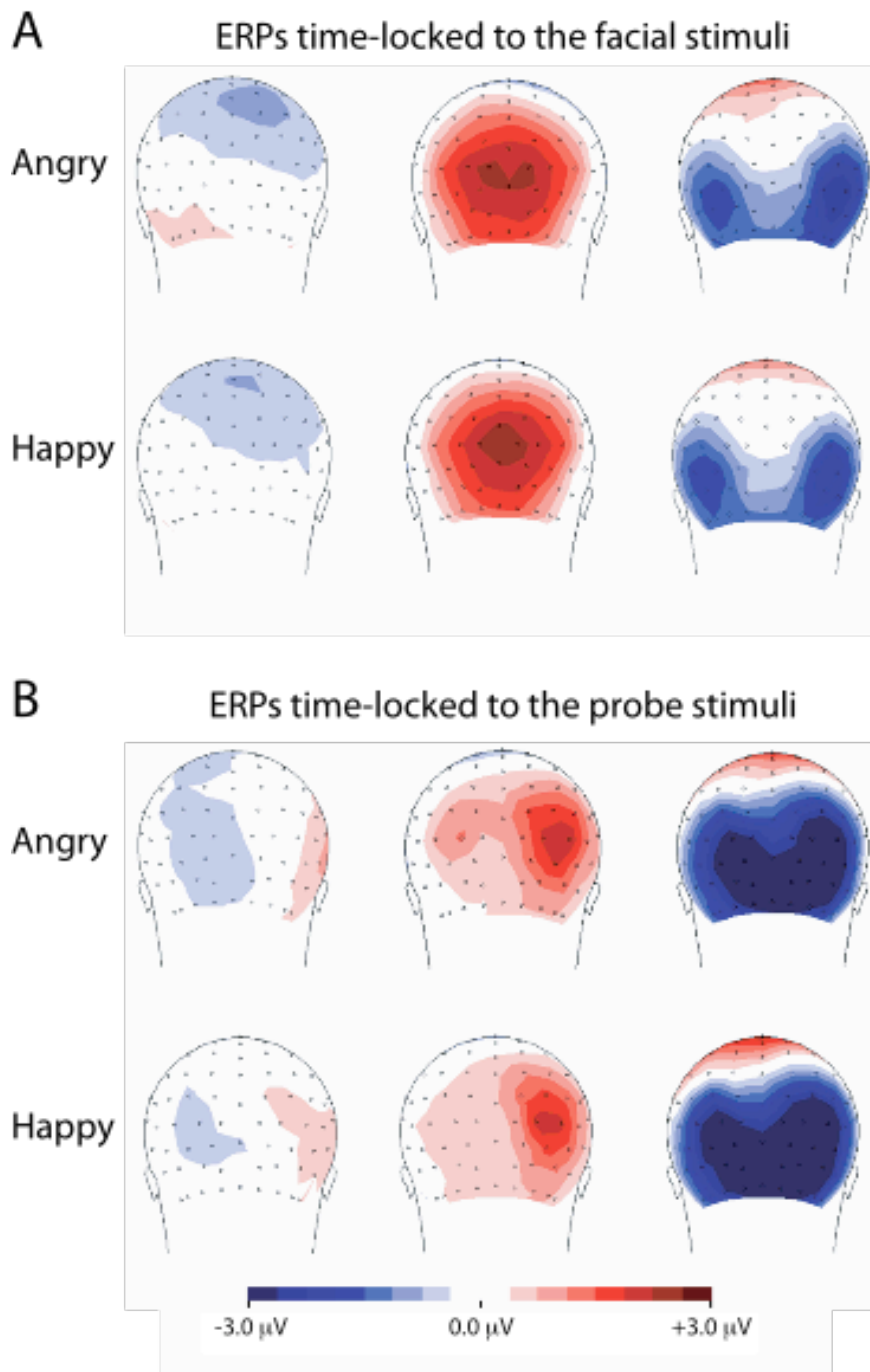 A
ERPs time-locked to the facial stimuli
Angry
Happy
B
ERPs time-locked to the probe stimuli
Angry
Happy
-3.0 µV 0.0 µV +3.0 µV